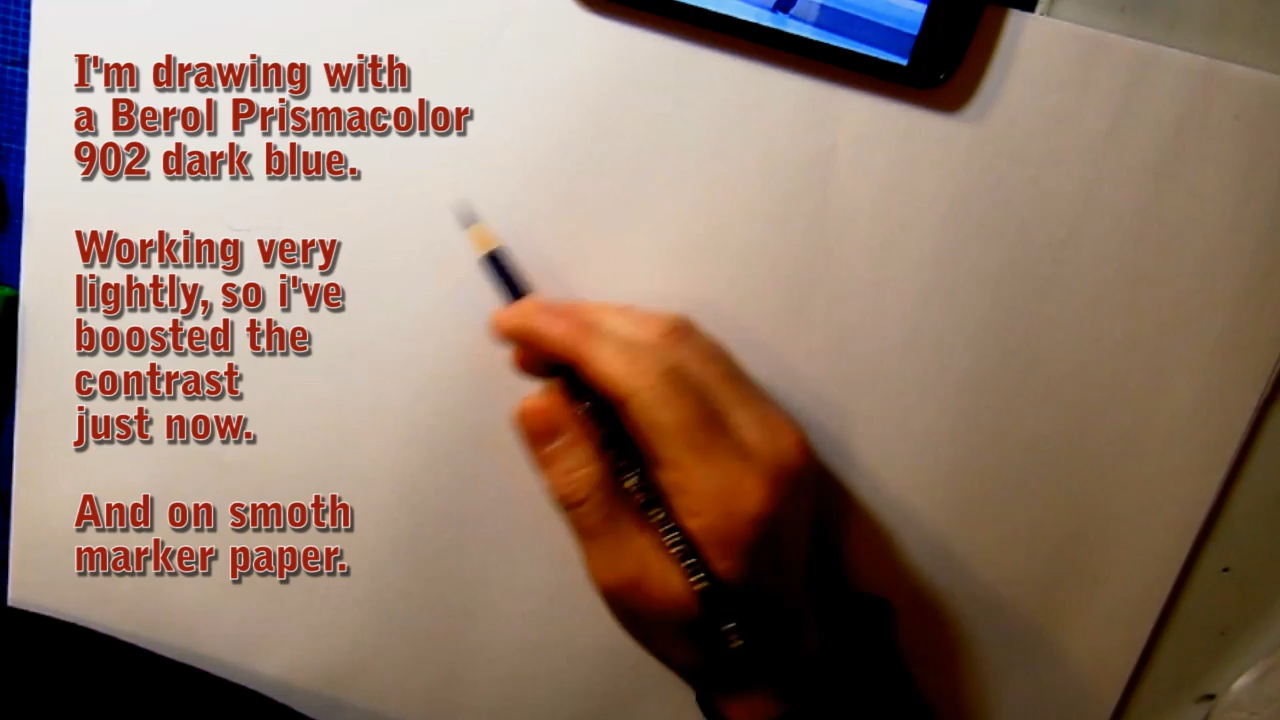 I'm drawing with
a Berol Prismacolor
902 dark blue.
Working very
lightly, so i've
boosted the
contrast
just now.
And on smoth
marker paper.